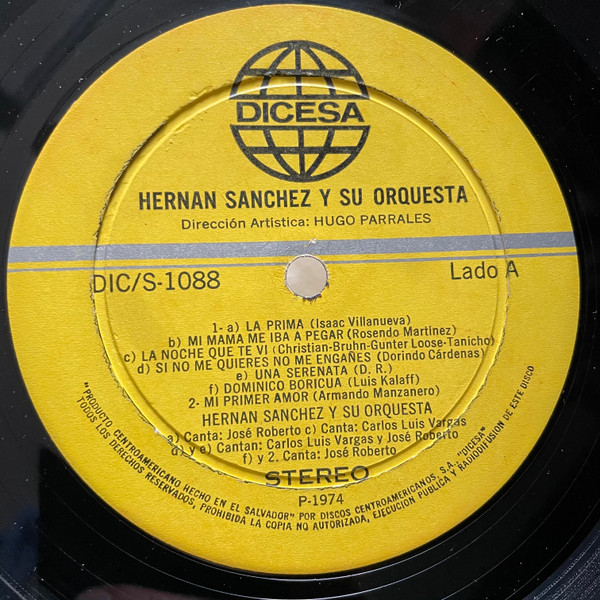 DICESA
HERNAN SANCHEZ Y SU ORQUESTA
Dirección Artistica: HUGO PARRALES
DIC/S-1088
Lado A
1- a) LA PRIMA (Isaac Villanueva)
b) MI MAMA ME IBA A PEGAR (Rosendo Martinez)
c) LA NOCHE QUE TE VI (Christian-Bruhn-Gunter Loose-Tanicho)
d) SI NO ME QUIERES NO ME ENGAÑES (Dorindo Cárdenas)
e) UNA SERENATA (D. R.)
f) DOMINICO BORICUA (Luis Kalaff)
2- MI PRIMER AMOR (Armando Manzanero)
HERNAN SANCHEZ Y SU ORQUESTA
a) Canta: José Roberto c) Canta: Carlos Luis Vargas
d) y e) Cantan: Carlos Luis Vargas y José Roberto
f) y 2. Canta: José Roberto
STEREO
P-1974
"PRODUCTO CENTROAMERICANO HECHO EN EL SALVADOR" POR DISCOS CENTROAMERICANOS S.A. "DICESA"
TODOS LOS DERECHOS RESERVADOS, PROHIBIDA LA COPIA NO AUTORIZADA, EJECUCION PUBLICA Y RADIODIFUSION DE ESTE DISCO